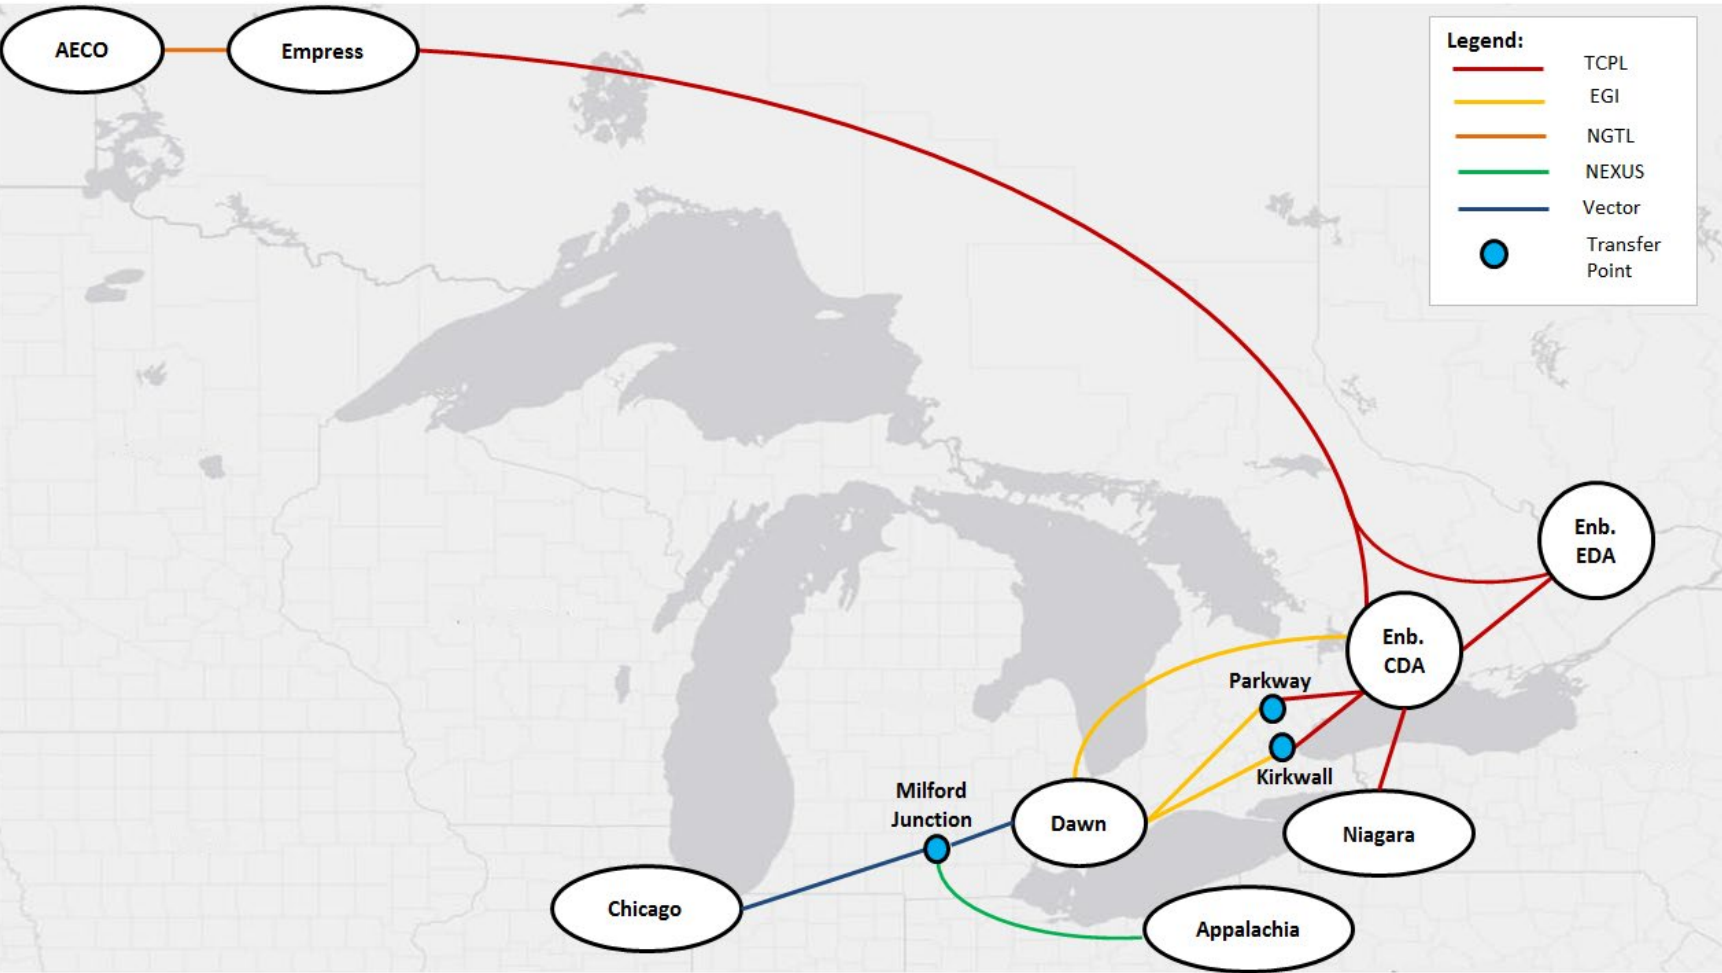 AECO
Empress
Legend:
TCPL
EGI
NGTL
NEXUS
Vector
Transfer
Point
Enb.
EDA
Enb.
CDA
Parkway
Kirkwall
Milford
Junction
Dawn
Niagara
Chicago
Appalachia